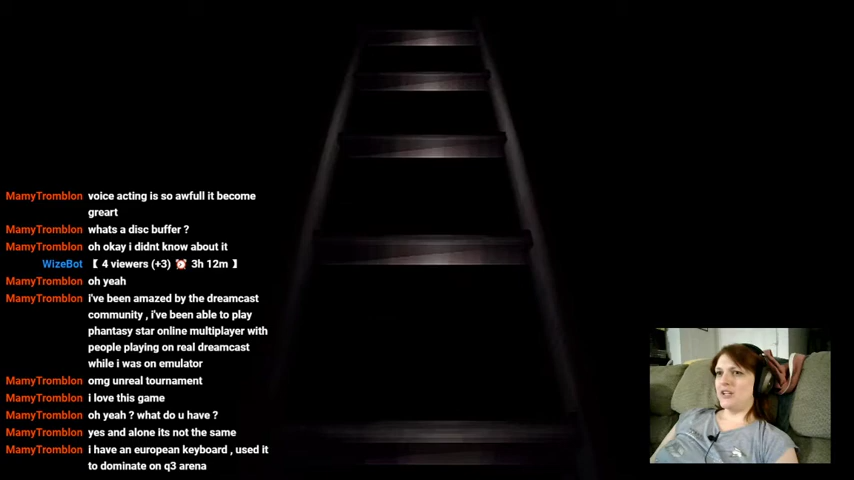 MamyTromblon voice acting is so awfull it become
greart
MamyTromblon whats a disc buffer ?
MamyTromblon oh okay i didnt know about it
WizeBot 【 4 viewers (+3) ⏰ 3h 12m 】
MamyTromblon oh yeah
MamyTromblon i've been amazed by the dreamcast
community , i've been able to play
phantasy star online multiplayer with
people playing on real dreamcast
while i was on emulator
MamyTromblon omg unreal tournament
MamyTromblon i love this game
MamyTromblon oh yeah ? what do u have ?
MamyTromblon yes and alone its not the same
MamyTromblon i have an european keyboard , used it
to dominate on q3 arena